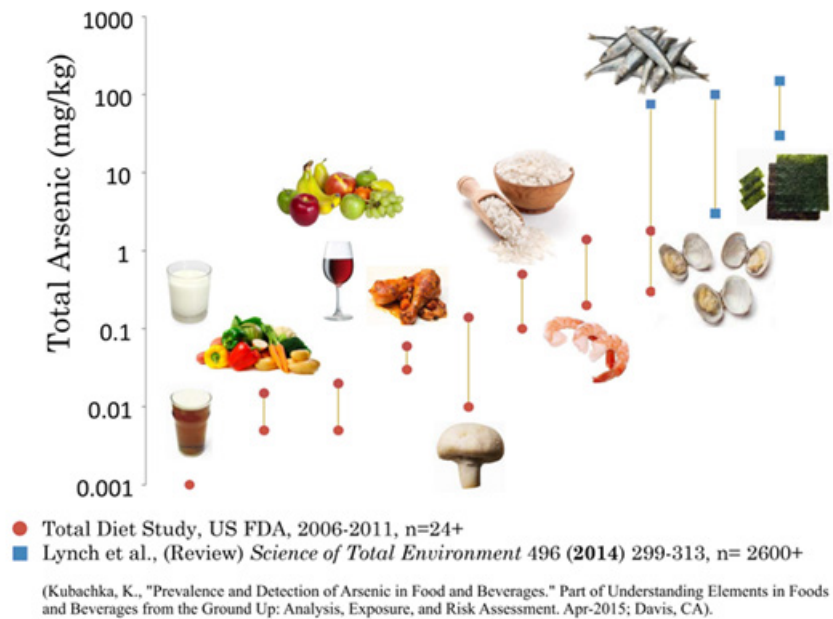 Total Arsenic (mg/kg)
1000
100
10
1
0.1
0.01
0.001
Total Diet Study, US FDA, 2006-2011, n=24+
Lynch et al., (Review) Science of Total Environment 496 (2014) 299-313, n= 2600+
(Kubachka, K., "Prevalence and Detection of Arsenic in Food and Beverages." Part of Understanding Elements in Foods
and Beverages from the Ground Up: Analysis, Exposure, and Risk Assessment. Apr-2015; Davis, CA).